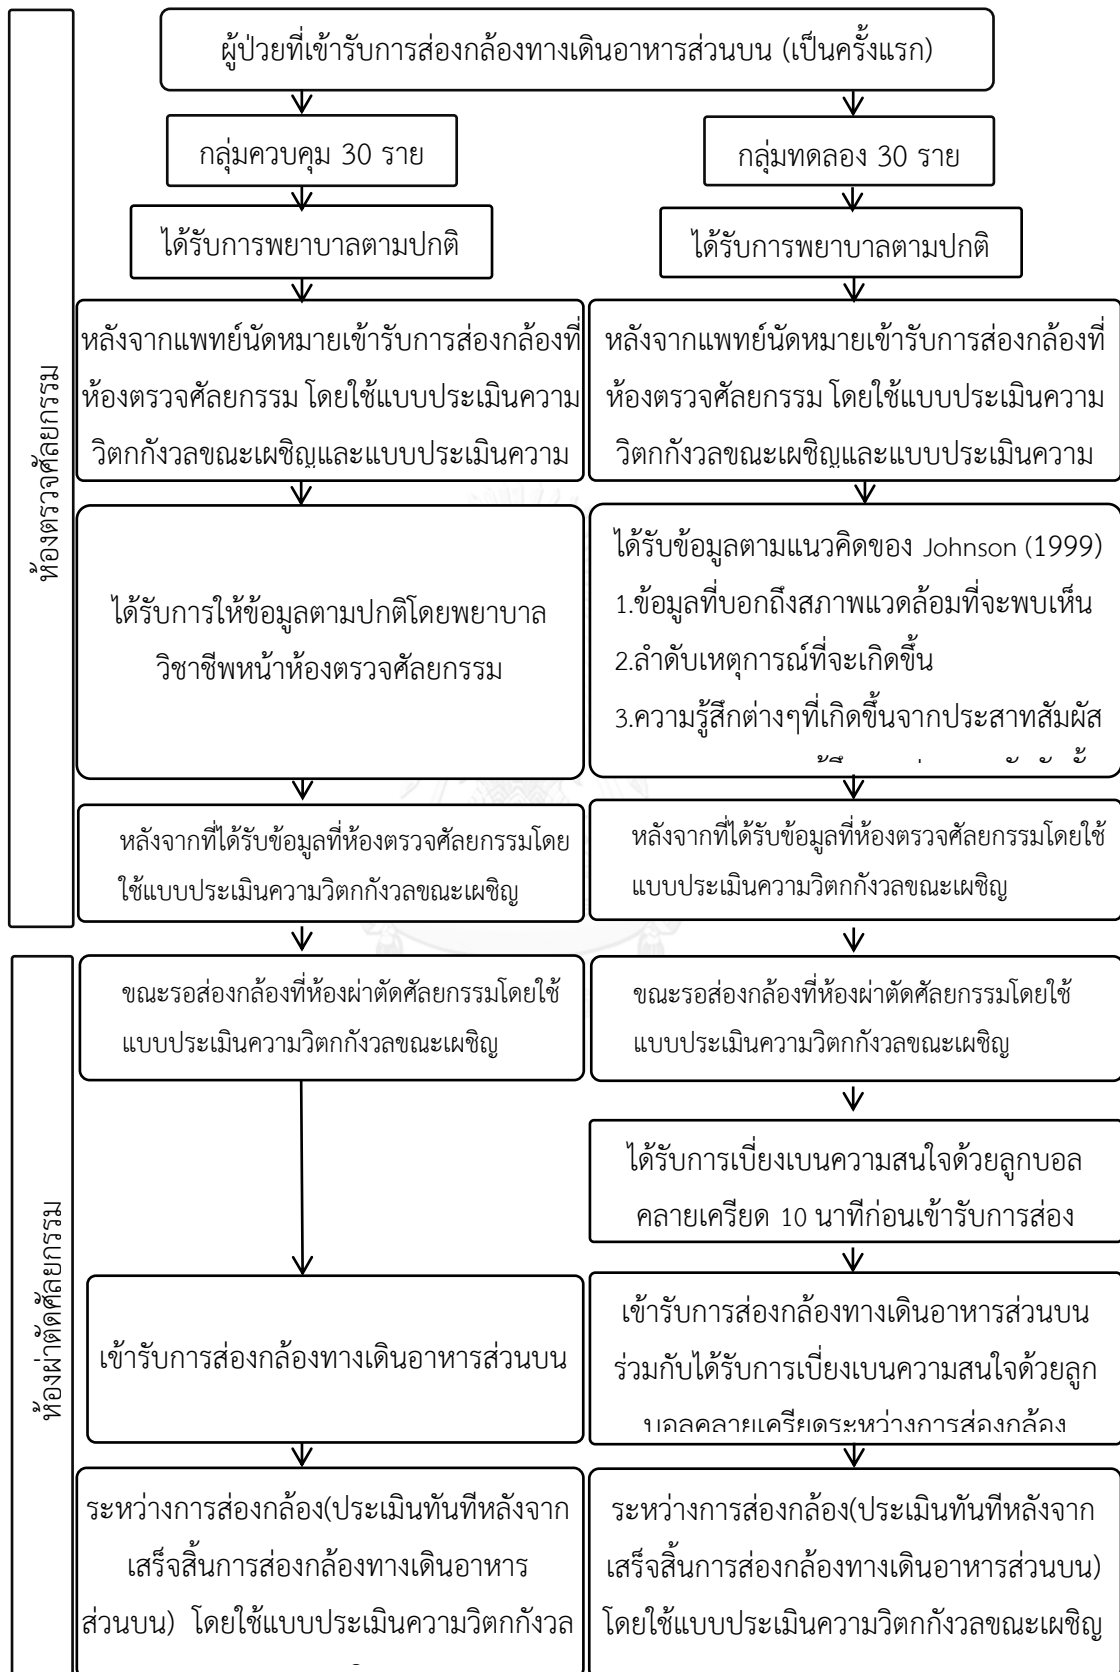 ผู้ป่วยที่เข้ารับการส่องกล้องทางเดินอาหารส่วนบน (เป็นครั้งแรก)
กลุ่มควบคุม 30 ราย
กลุ่มทดลอง 30 ราย
ได้รับการพยาบาลตามปกติ
ได้รับการพยาบาลตามปกติ
ห้องตรวจศัลยกรรม
หลังจากแพทย์นัดหมายเข้ารับการส่องกล้องที่
ห้องตรวจศัลยกรรม โดยใช้แบบประเมินความ
วิตกกังวลขณะเผชิญและแบบประเมินความ
หลังจากแพทย์นัดหมายเข้ารับการส่องกล้องที่
ห้องตรวจศัลยกรรม โดยใช้แบบประเมินความ
วิตกกังวลขณะเผชิญและแบบประเมินความ
ได้รับการให้ข้อมูลตามปกติโดยพยาบาล
วิชาชีพหน้าห้องตรวจศัลยกรรม
ได้รับข้อมูลตามแนวคิดของ Johnson (1999)
1.ข้อมูลที่บอกถึงสภาพแวดล้อมที่จะพบเห็น
2.ลำดับเหตุการณ์ที่จะเกิดขึ้น
3.ความรู้สึกต่างๆที่เกิดขึ้นจากประสาทสัมผัส
หลังจากที่ได้รับข้อมูลที่ห้องตรวจศัลยกรรมโดย
ใช้แบบประเมินความวิตกกังวลขณะเผชิญ
หลังจากที่ได้รับข้อมูลที่ห้องตรวจศัลยกรรมโดยใช้
แบบประเมินความวิตกกังวลขณะเผชิญ
ห้องผ่าตัดศัลยกรรม
ขณะรอส่องกล้องที่ห้องผ่าตัดศัลยกรรมโดยใช้
แบบประเมินความวิตกกังวลขณะเผชิญ
ขณะรอส่องกล้องที่ห้องผ่าตัดศัลยกรรมโดยใช้
แบบประเมินความวิตกกังวลขณะเผชิญ
ได้รับการเบี่ยงเบนความสนใจด้วยลูกบอล
คลายเครียด 10 นาทีก่อนเข้ารับการส่อง
เข้ารับการส่องกล้องทางเดินอาหารส่วนบน
เข้ารับการส่องกล้องทางเดินอาหารส่วนบน
ร่วมกับได้รับการเบี่ยงเบนความสนใจด้วยลูก
บอลคลายเครียดระหว่างการส่องกล้อง
ระหว่างการส่องกล้อง(ประเมินทันทีหลังจาก
เสร็จสิ้นการส่องกล้องทางเดินอาหาร
ส่วนบน) โดยใช้แบบประเมินความวิตกกังวล
ระหว่างการส่องกล้อง(ประเมินทันทีหลังจาก
เสร็จสิ้นการส่องกล้องทางเดินอาหารส่วนบน)
โดยใช้แบบประเมินความวิตกกังวลขณะเผชิญ